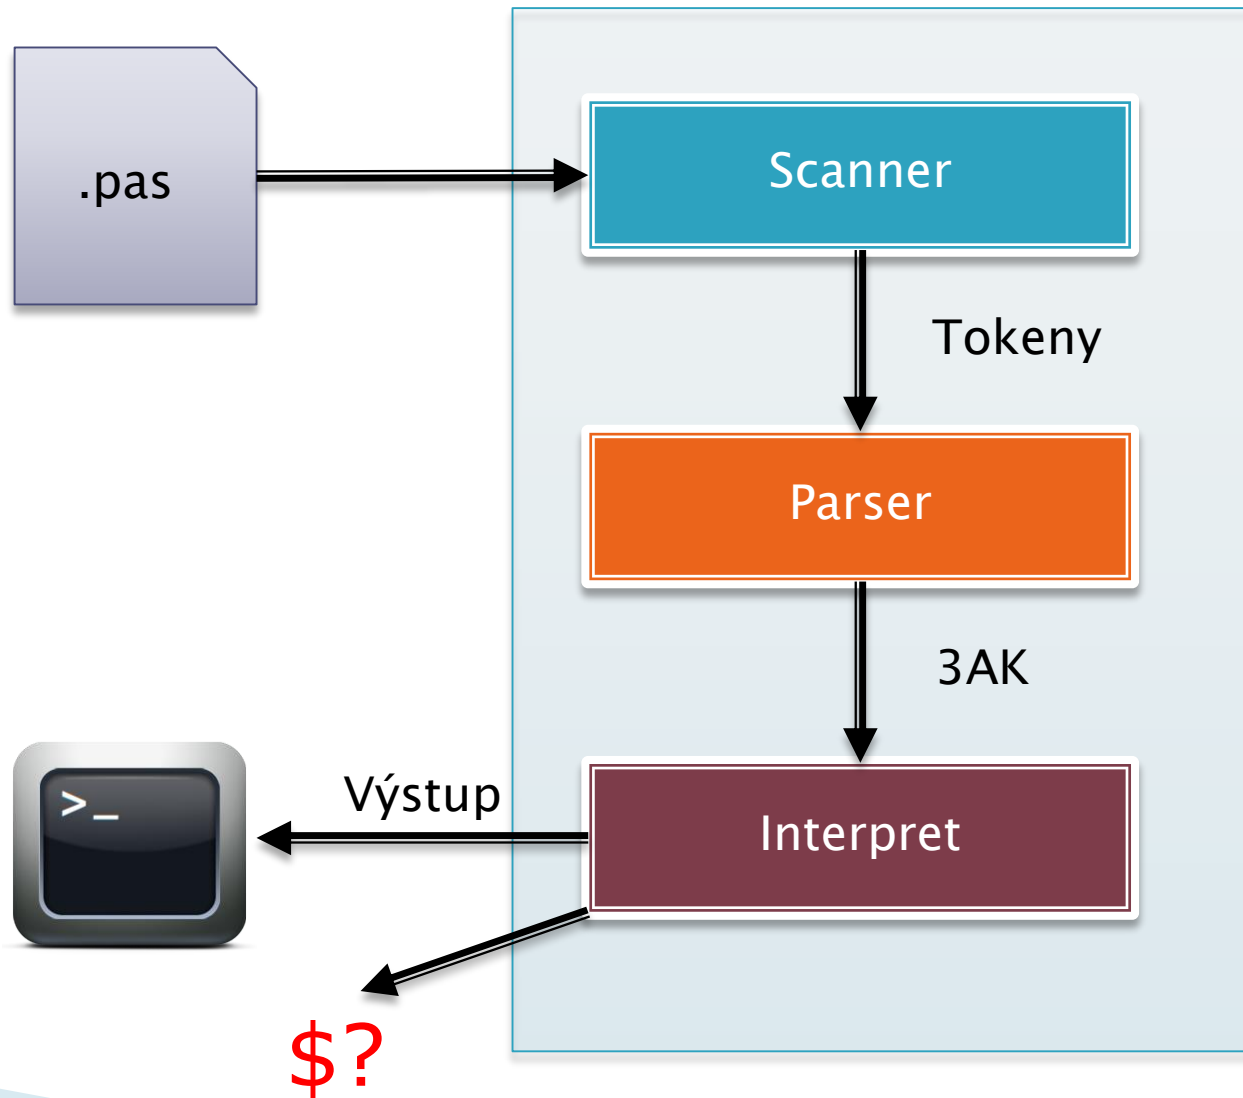 .pas
Scanner
Tokeny
Parser
3AK
>_
Výstup
Interpret
$?